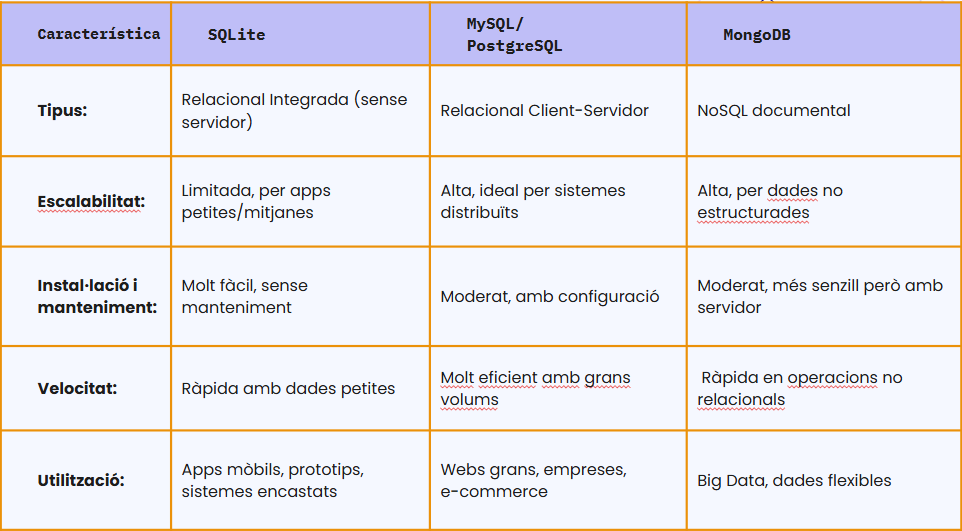 Característica
SQLite
MySQL/
PostgreSQL
MongoDB
Tipus:
Relacional Integrada (sense
servidor)
Relacional Client-Servidor
NoSQL documental
Escalabilitat:
Limitada, per apps
petites/mitjanes
Alta, ideal per sistemes
distribuïts
Alta, per dades no
estructurades
Instal·lació i
manteniment:
Molt fàcil, sense
manteniment
Moderat, amb configuració
Moderat, més senzill però amb
servidor
Velocitat:
Ràpida amb dades petites
Molt eficient amb grans
volums
Ràpida en operacions no
relacionals
Utilització:
Apps mòbils, prototips,
sistemes encastats
Webs grans, empreses,
e-commerce
Big Data, dades flexibles